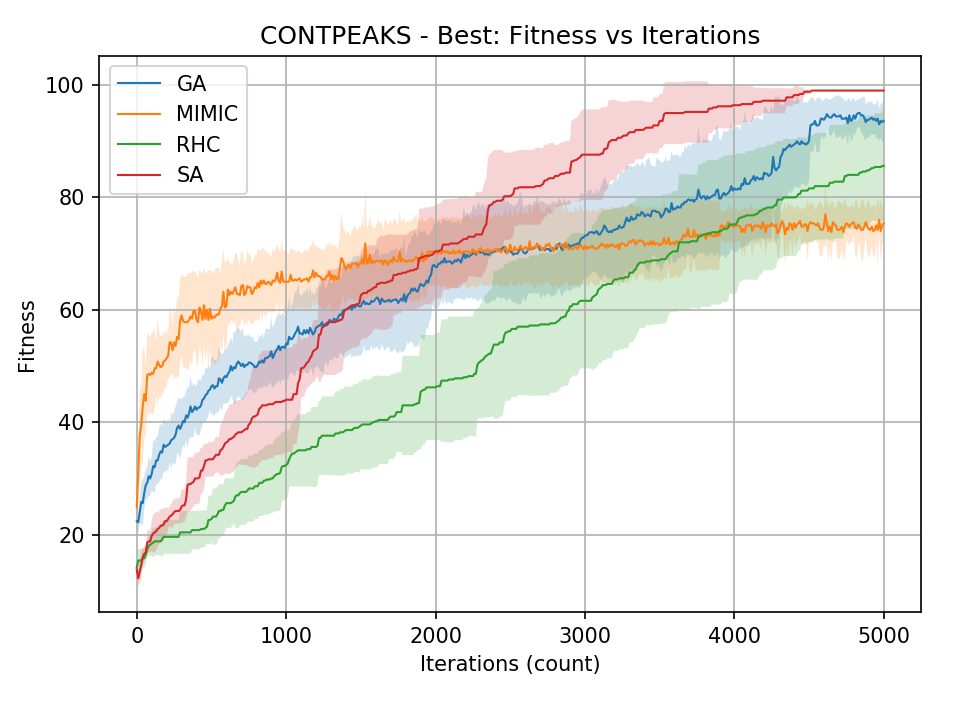 CONTPEAKS - Best: Fitness vs Iterations
GA
MIMIC
RHC
SA
100
80
60
40
20
Fitness
0 1000 2000 3000 4000 5000
Iterations (count)